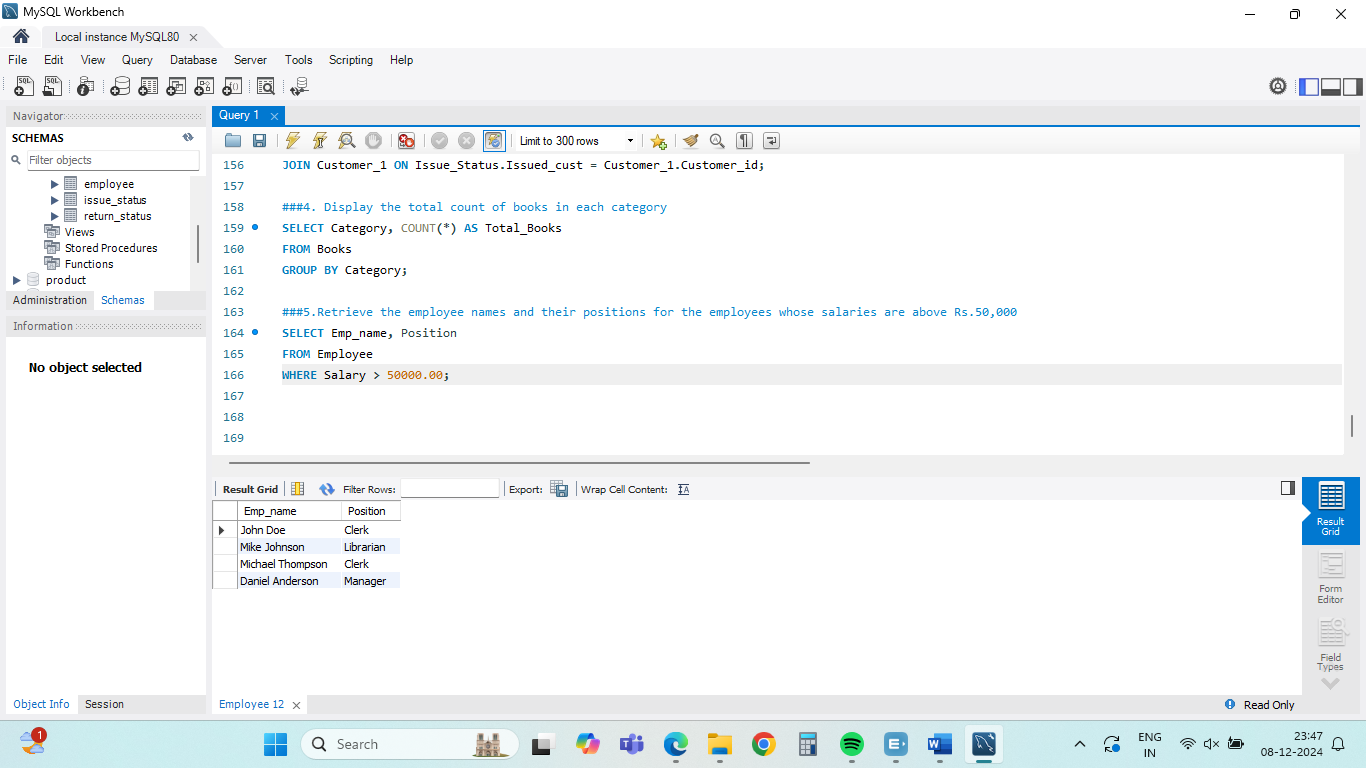 MySQL Workbench
Local instance MySQL80
File Edit View Query Database Server Tools Scripting Help
Navigator
SCHEMAS
Filter objects
employee
issue_status
return_status
Views
Stored Procedures
Functions
product
Administration Schemas
Information
No object selected
Object Info Session
Query 1
Limit to 300 rows
156 JOIN Customer_1 ON Issue_Status.Issued_cust = Customer_1.Customer_id;
157
158 ###4. Display the total count of books in each category
159 SELECT Category, COUNT(*) AS Total_Books
160 FROM Books
161 GROUP BY Category;
162
163 ###5.Retrieve the employee names and their positions for the employees whose salaries are above Rs.50,000
164 SELECT Emp_name, Position
165 FROM Employee
166 WHERE Salary > 50000.00;
167
168
169
Result Grid Filter Rows: Export: Wrap Cell Content:
Emp_name Position
John Doe Clerk
Mike Johnson Librarian
Michael Thompson Clerk
Daniel Anderson Manager
Result
Grid
Form
Editor
Field
Types
Employee 12
Read Only
1
Search
ENG
IN
23:47
08-12-2024